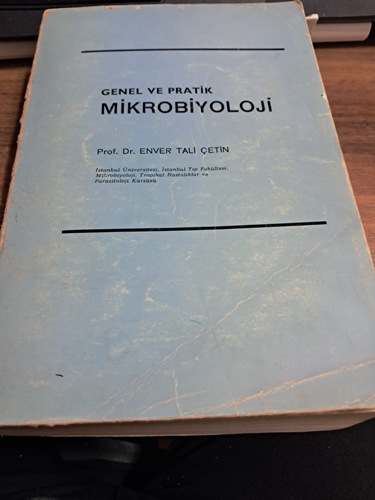 GENEL VE PRATİK
MİKROBİYOLOJİ
Prof. Dr. ENVER TALİ ÇETİN
İstanbul Üniversitesi, İstanbul Tıp Fakültesi,
Mikrobiyoloji, Tropikal Hastalıklar ve
Parazitoloji Kürsüsü